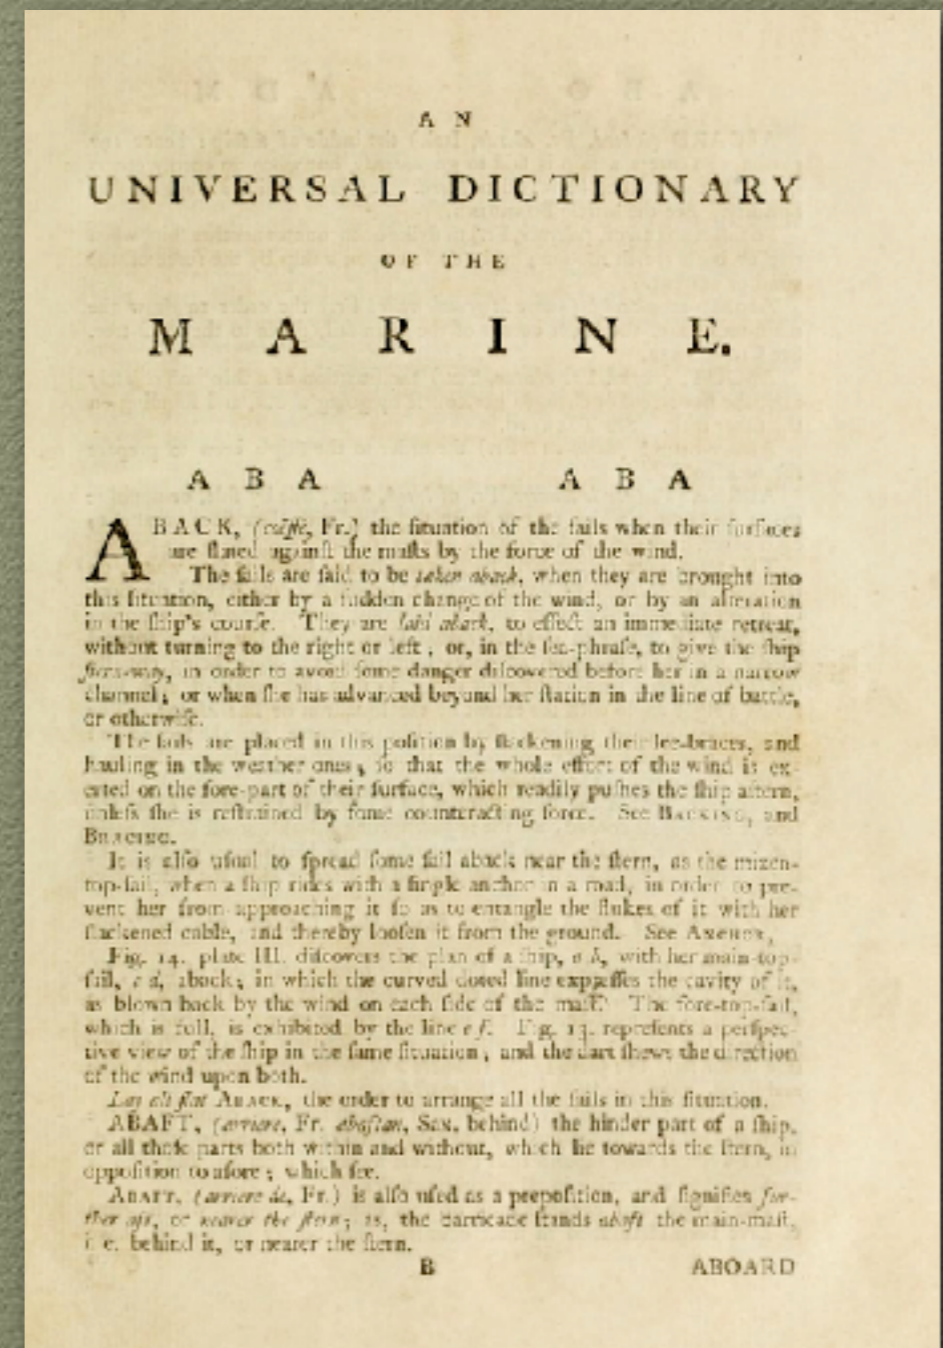 AN
UNIVERSAL DICTIONARY
OF THE
MARINE.
ABA ABA
ABACK, (coëffé, Fr.) the ſituation of the ſails when their ſurfaces
are flated againſt the maſts by the force of the wind.
The ſails are ſaid to be taken aback, when they are brought into
this ſituation, either by a ſudden change of the wind, or by an alteration
in the ſhip's courſe. They are laid aback, to effect an immediate retreat,
without turning to the right or left; or, in the ſea-phraſe, to give the ſhip
ſtern-way, in order to avoid ſome danger diſcovered before her in a narrow
channel; or when ſhe has advanced beyond her ſtation in the line of battle,
or otherwiſe.
The ſails are placed in this poſition by ſlackening their lee-braces, and
hauling in the weather ones; ſo that the whole effort of the wind is ex-
erted on the fore-part of their ſurface, which readily puſhes the ſhip aſtern,
unleſs ſhe is reſtrained by ſome counteracting force. See BACKING, and
BRACING.
It is alſo uſual to ſpread ſome ſail aback near the ſtern, as the mizen-
top-ſail, when a ſhip rides with a ſingle anchor in a road, in order to pre-
vent her from approaching it ſo as to entangle the flukes of it with her
ſlackened cable, and thereby looſen it from the ground. See ANCHOR,
Fig. 14. plate III. diſcovers the plan of a ſhip, a b, with her main-top-
ſail, c d, aback; in which the curved doted line expreſſes the cavity of it,
as blown back by the wind on each ſide of the maſt. The fore-top-ſail,
which is full, is exhibited by the line e f. Fig. 13. repreſents a perſpec-
tive view of the ſhip in the ſame ſituation; and the dart ſhews the direction
of the wind upon both.
Lay all flat ABACK, the order to arrange all the ſails in this ſituation.
ABAFT, (arriere, Fr. abaftan, Sax. behind) the hinder part of a ſhip,
or all thoſe parts both within and without, which lie towards the ſtern, in
oppoſition to afore; which ſee.
ABAFT, (arriere de, Fr.) is alſo uſed as a prepoſition, and ſignifies fur-
ther aft, or nearer the ſtern; as, the barricade ſtands abaft the main-maſt,
i. e. behind it, or nearer the ſtern.
B ABOARD